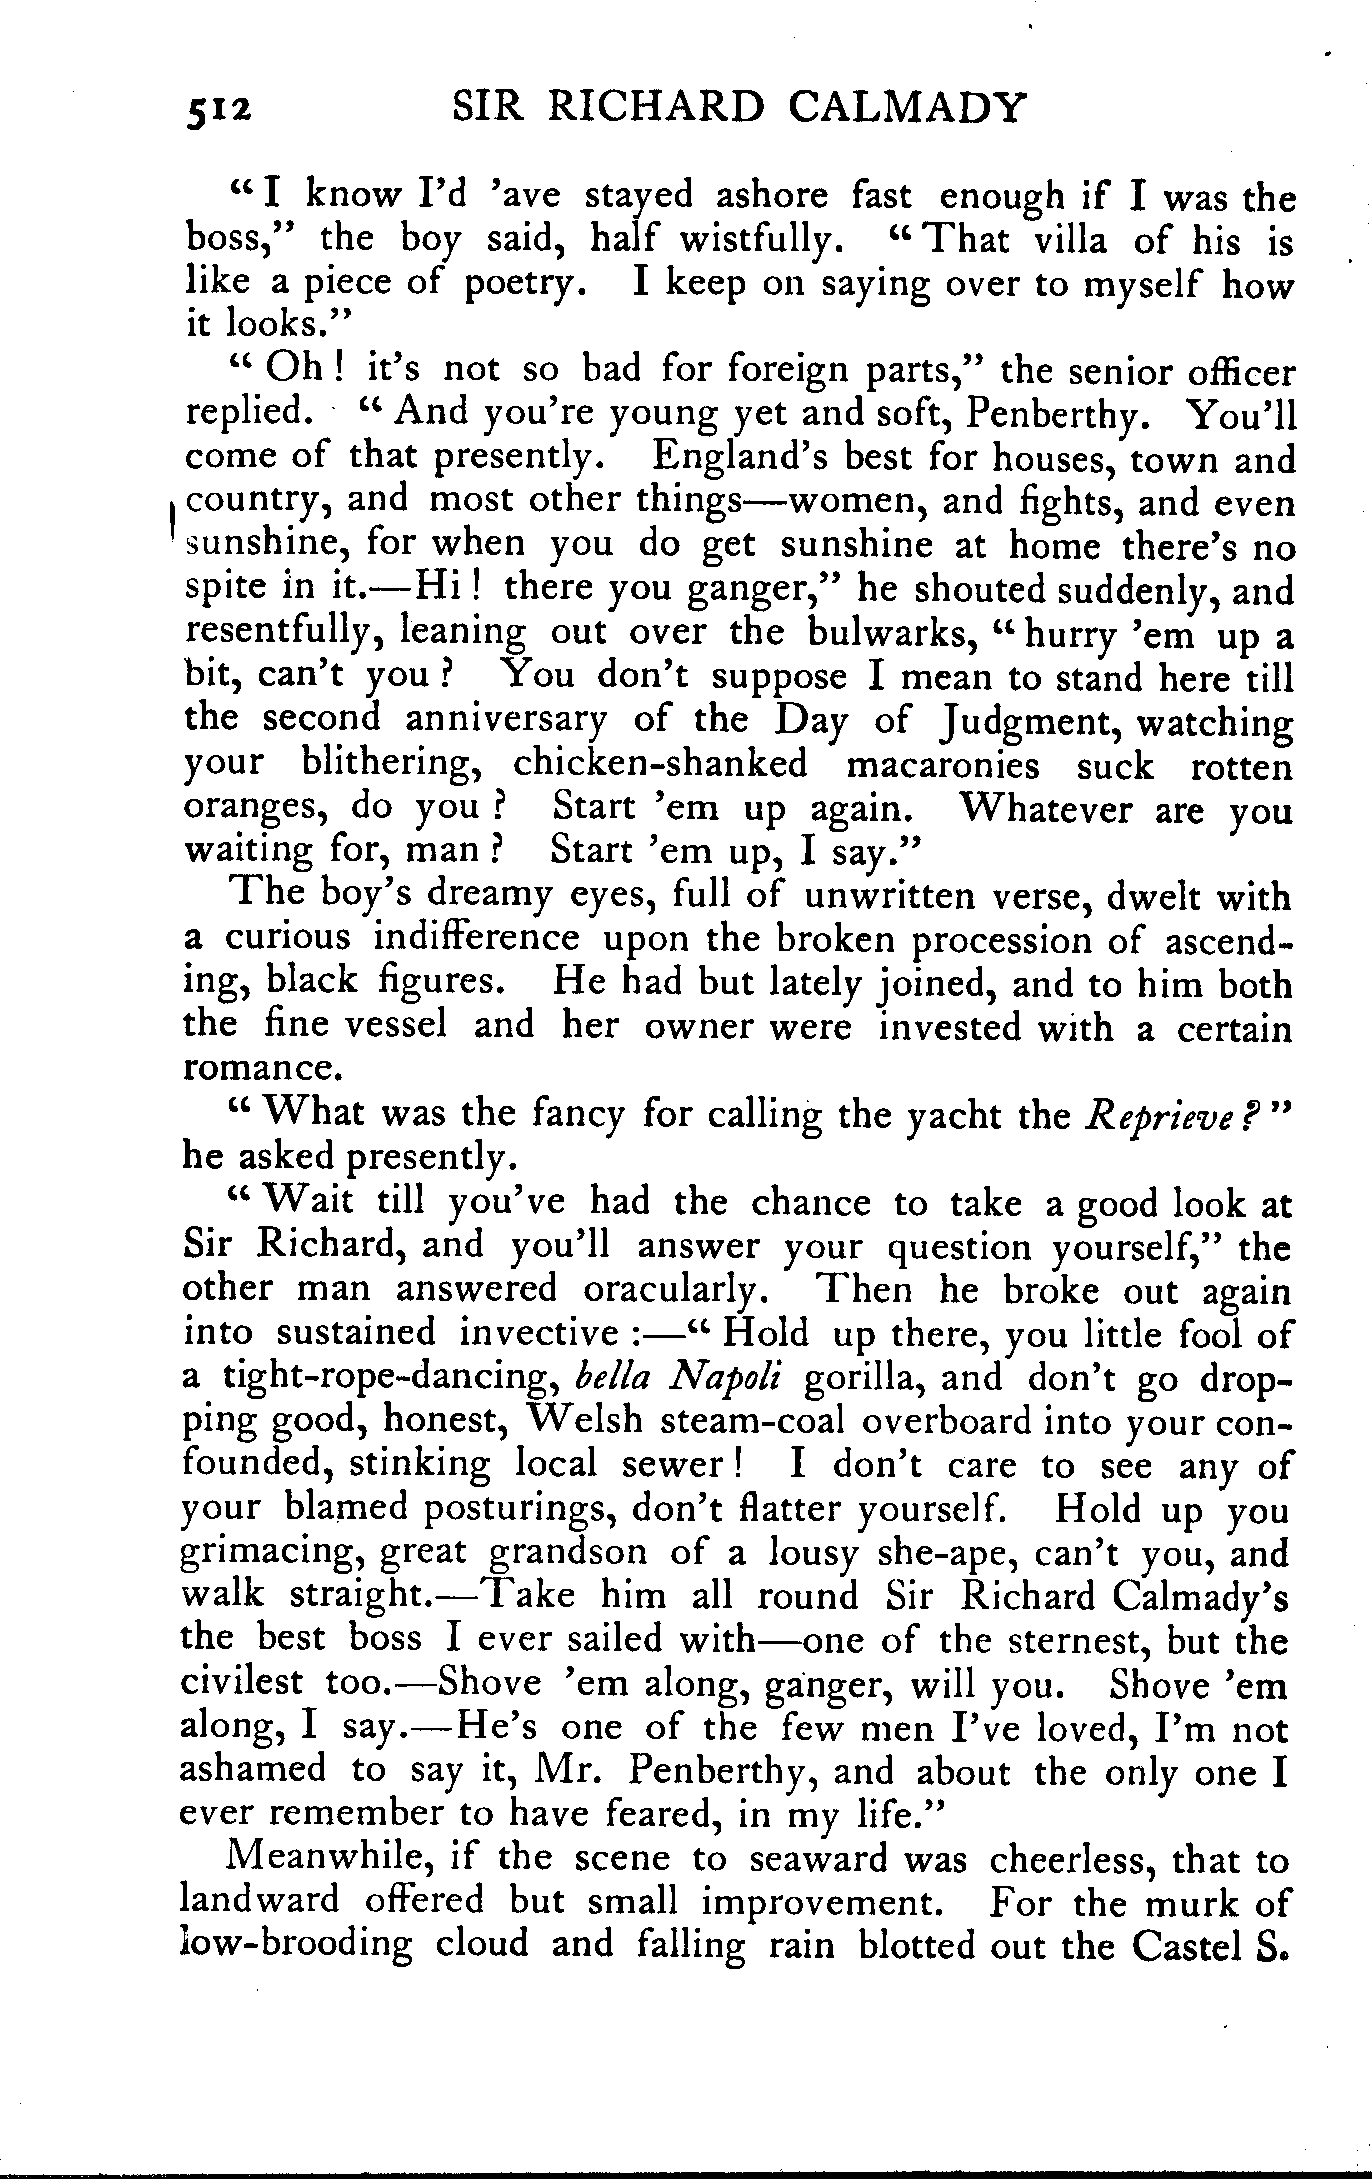 512 SIR RICHARD CALMADY
“ I know I’d ’ave stayed ashore fast enough if I was the
boss,” the boy said, half wistfully. “ That villa of his is
like a piece of poetry. I keep on saying over to myself how
it looks.”
“ Oh ! it’s not so bad for foreign parts,” the senior officer
replied. “ And you’re young yet and soft, Penberthy. You’ll
come of that presently. England’s best for houses, town and
country, and most other things—women, and fights, and even
sunshine, for when you do get sunshine at home there’s no
spite in it.—Hi ! there you ganger,” he shouted suddenly, and
resentfully, leaning out over the bulwarks, “ hurry ’em up a
bit, can’t you ? You don’t suppose I mean to stand here till
the second anniversary of the Day of Judgment, watching
your blithering, chicken-shanked macaronies suck rotten
oranges, do you ? Start ’em up again. Whatever are you
waiting for, man ? Start ’em up, I say.”
The boy’s dreamy eyes, full of unwritten verse, dwelt with
a curious indifference upon the broken procession of ascend-
ing, black figures. He had but lately joined, and to him both
the fine vessel and her owner were invested with a certain
romance.
“ What was the fancy for calling the yacht the Reprieve ? ”
he asked presently.
“ Wait till you’ve had the chance to take a good look at
Sir Richard, and you’ll answer your question yourself,” the
other man answered oracularly. Then he broke out again
into sustained invective :—“ Hold up there, you little fool of
a tight-rope-dancing, bella Napoli gorilla, and don’t go drop-
ping good, honest, Welsh steam-coal overboard into your con-
founded, stinking local sewer ! I don’t care to see any of
your blamed posturings, don’t flatter yourself. Hold up you
grimacing, great grandson of a lousy she-ape, can’t you, and
walk straight.—Take him all round Sir Richard Calmady’s
the best boss I ever sailed with—one of the sternest, but the
civilest too.—Shove ’em along, ganger, will you. Shove ’em
along, I say.—He’s one of the few men I’ve loved, I’m not
ashamed to say it, Mr. Penberthy, and about the only one I
ever remember to have feared, in my life.”
Meanwhile, if the scene to seaward was cheerless, that to
landward offered but small improvement. For the murk of
low-brooding cloud and falling rain blotted out the Castel S.